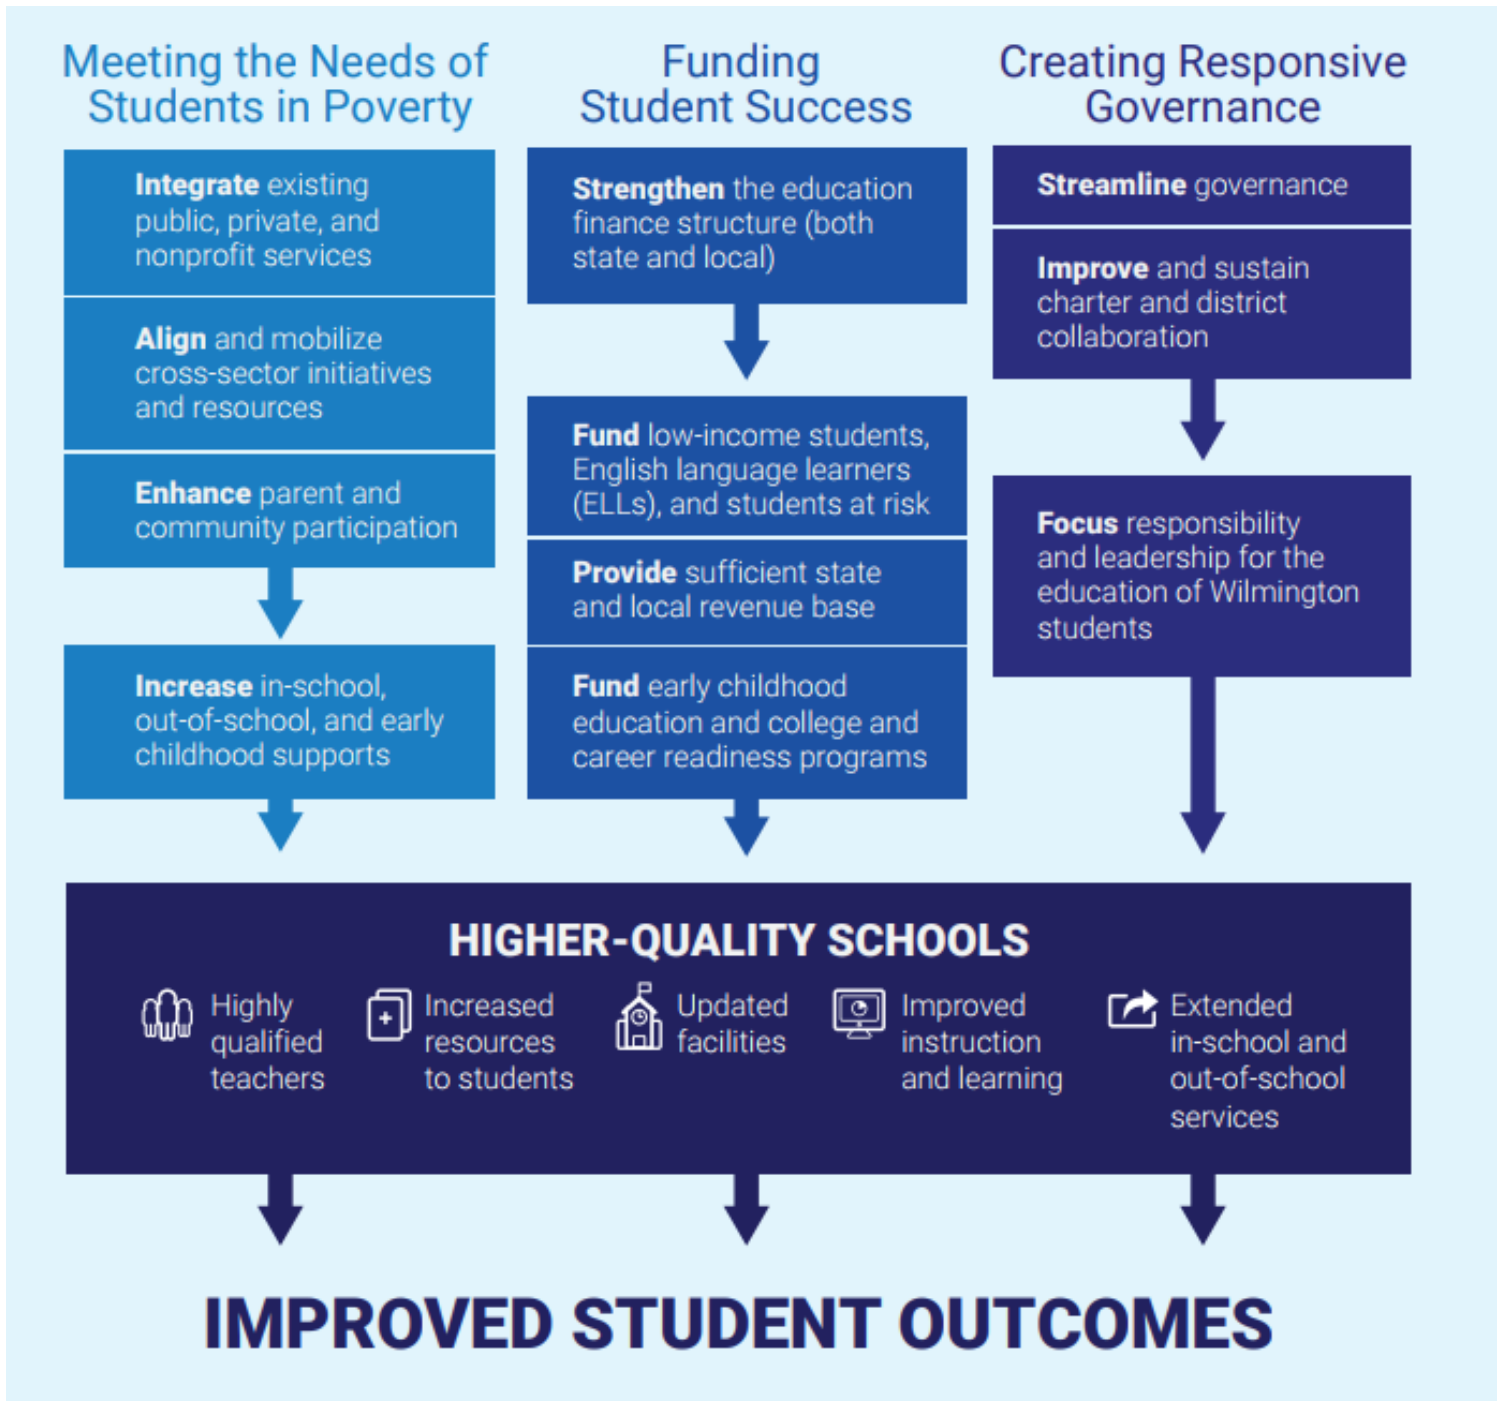 Meeting the Needs of
Students in Poverty
Integrate existing
public, private, and
nonprofit services
Align and mobilize
cross-sector initiatives
and resources
Enhance parent and
community participation
Increase in-school,
out-of-school, and early
childhood supports
Funding
Student Success
Strengthen the education
finance structure (both
state and local)
Fund low-income students,
English language learners
(ELLs), and students at risk
Provide sufficient state
and local revenue base
Fund early childhood
education and college and
career readiness programs
Creating Responsive
Governance
Streamline governance
Improve and sustain
charter and district
collaboration
Focus responsibility
and leadership for the
education of Wilmington
students
HIGHER-QUALITY SCHOOLS
Highly
qualified
teachers
Increased
resources
to students
Updated
facilities
Improved
instruction
and learning
Extended
in-school and
out-of-school
services
IMPROVED STUDENT OUTCOMES